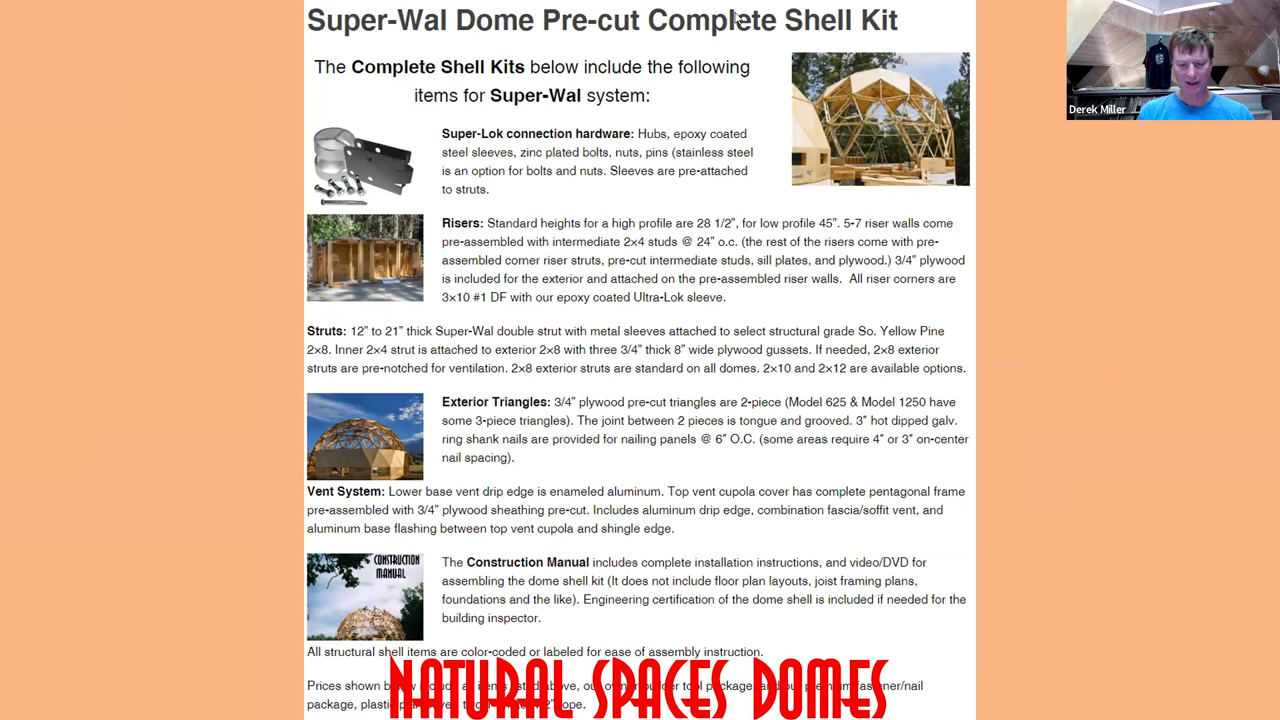 Super-Wal Dome Pre-cut Complete Shell Kit
The Complete Shell Kits below include the following
items for Super-Wal system:
Derek Miller
Super-Lok connection hardware: Hubs, epoxy coated
steel sleeves, zinc plated bolts, nuts, pins (stainless steel
is an option for bolts and nuts. Sleeves are pre-attached
to struts.
Risers: Standard heights for a high profile are 28 1/2”, for low profile 45”. 5-7 riser walls come
pre-assembled with intermediate 2×4 studs @ 24” o.c. (the rest of the risers come with pre-
assembled corner riser struts, pre-cut intermediate studs, sill plates, and plywood.) 3/4” plywood
is included for the exterior and attached on the pre-assembled riser walls. All riser corners are
3×10 #1 DF with our epoxy coated Ultra-Lok sleeve.
Struts: 12” to 21” thick Super-Wal double strut with metal sleeves attached to select structural grade So. Yellow Pine
2×8. Inner 2×4 strut is attached to exterior 2×8 with three 3/4” thick 8” wide plywood gussets. If needed, 2×8 exterior
struts are pre-notched for ventilation. 2×8 exterior struts are standard on all domes. 2×10 and 2×12 are available options.
Exterior Triangles: 3/4” plywood pre-cut triangles are 2-piece (Model 625 & Model 1250 have
some 3-piece triangles). The joint between 2 pieces is tongue and grooved. 3″ hot dipped galv.
ring shank nails are provided for nailing panels @ 6″ O.C. (some areas require 4″ or 3″ on-center
nail spacing).
Vent System: Lower base vent drip edge is enameled aluminum. Top vent cupola cover has complete pentagonal frame
pre-assembled with 3/4” plywood sheathing pre-cut. Includes aluminum drip edge, combination fascia/soffit vent, and
aluminum base flashing between top vent cupola and shingle edge.
CONSTRUCTION
MANUAL
The Construction Manual includes complete installation instructions, and video/DVD for
assembling the dome shell kit (It does not include floor plan layouts, joist framing plans,
foundations and the like). Engineering certification of the dome shell is included if needed for the
building inspector.
All structural shell items are color-coded or labeled for ease of assembly instruction.
NATURAL SPACES DOMES
Prices shown
package,